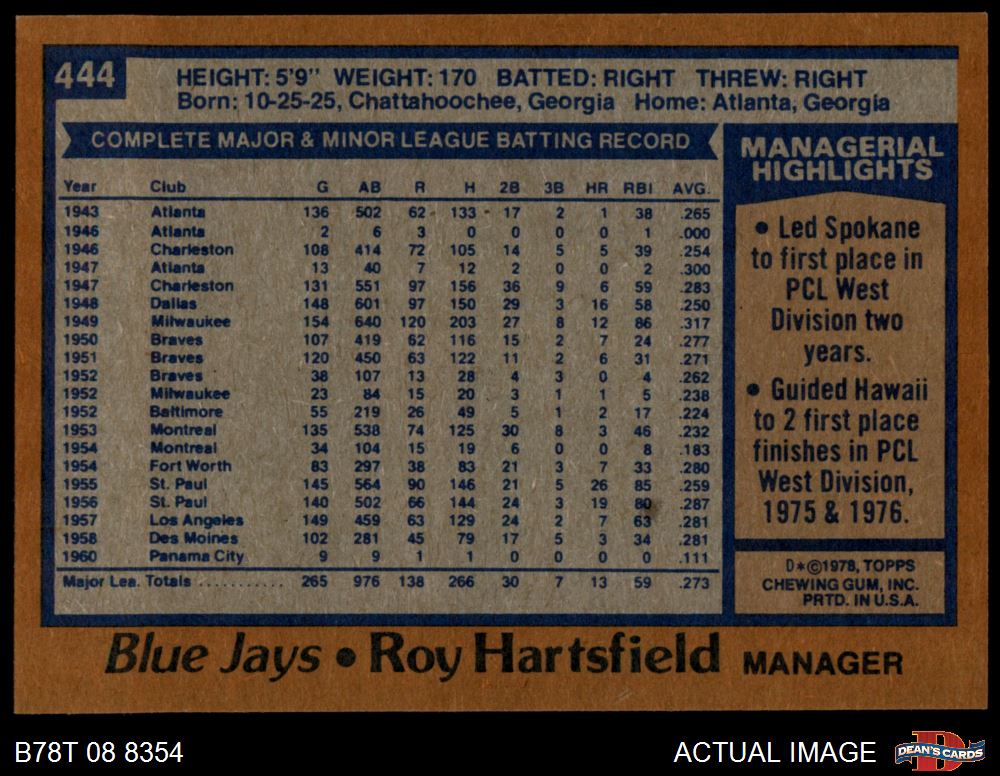 444
HEIGHT: 5'9" WEIGHT: 170 BATTED: RIGHT THREW: RIGHT
Born: 10-25-25, Chattahoochee, Georgia Home: Atlanta, Georgia
COMPLETE MAJOR & MINOR LEAGUE BATTING RECORD
Year Club G AB R H 2B 3B HR RBI AVG.
1943 Atlanta 136 502 62 133 17 2 1 38 .265
1946 Atlanta 2 6 3 0 0 0 0 1 .000
1946 Charleston 108 414 72 105 14 5 5 39 .254
1947 Atlanta 13 40 7 12 2 0 0 2 .300
1947 Charleston 131 551 97 156 36 9 6 59 .283
1948 Dallas 148 601 97 150 29 3 16 58 .250
1949 Milwaukee 154 640 120 203 27 8 12 86 .317
1950 Braves 107 419 62 116 15 2 7 24 .277
1951 Braves 120 450 63 122 11 2 6 31 .271
1952 Braves 38 107 13 28 4 3 0 4 .262
1952 Milwaukee 23 84 15 20 3 1 1 5 .238
1952 Baltimore 55 219 26 49 5 1 2 17 .224
1953 Montreal 135 538 74 125 30 8 3 46 .232
1954 Montreal 34 104 15 19 6 0 0 8 .183
1954 Fort Worth 83 297 38 83 21 3 7 33 .280
1955 St. Paul 145 564 90 146 21 5 26 85 .259
1956 St. Paul 140 502 66 144 24 3 19 80 .287
1957 Los Angeles 149 459 63 129 24 2 7 63 .281
1958 Des Moines 102 281 45 79 17 5 3 34 .281
1960 Panama City 9 9 1 1 0 0 0 0 .111
Major Lea. Totals .......... 265 976 138 266 30 7 13 59 .273
MANAGERIAL
HIGHLIGHTS
• Led Spokane
to first place in
PCL West
Division two
years.
• Guided Hawaii
to 2 first place
finishes in PCL
West Division,
1975 & 1976.
D*©1978, TOPPS
CHEWING GUM, INC.
PRTD. IN U.S.A.
Blue Jays • Roy Hartsfield MANAGER
B78T 08 8354
ACTUAL IMAGE
D
DEAN'S CARDS